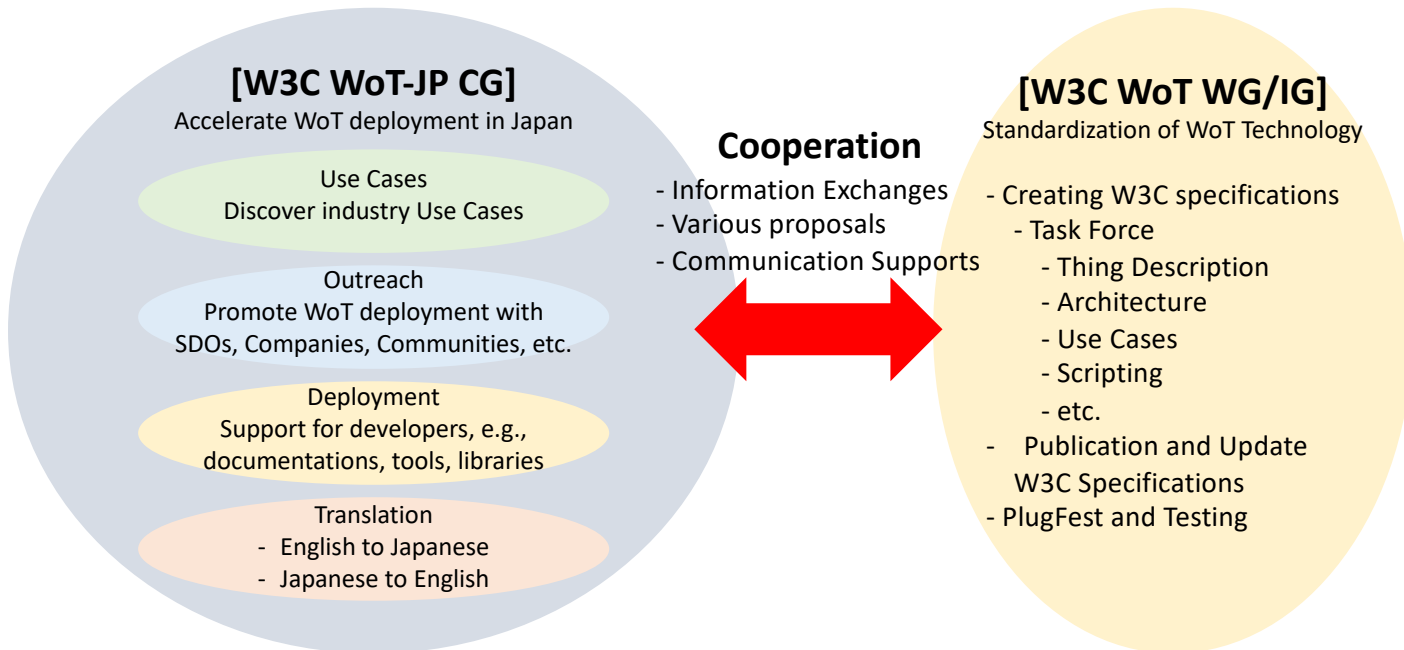 [W3C WoT-JP CG]
Accelerate WoT deployment in Japan
Use Cases
Discover industry Use Cases
Outreach
Promote WoT deployment with
SDOs, Companies, Communities, etc.
Deployment
Support for developers, e.g.,
documentations, tools, libraries
Translation
- English to Japanese
- Japanese to English
Cooperation
- Information Exchanges
- Various proposals
- Communication Supports
[W3C WoT WG/IG]
Standardization of WoT Technology
- Creating W3C specifications
- Task Force
- Thing Description
- Architecture
- Use Cases
- Scripting
- etc.
- Publication and Update
W3C Specifications
- PlugFest and Testing